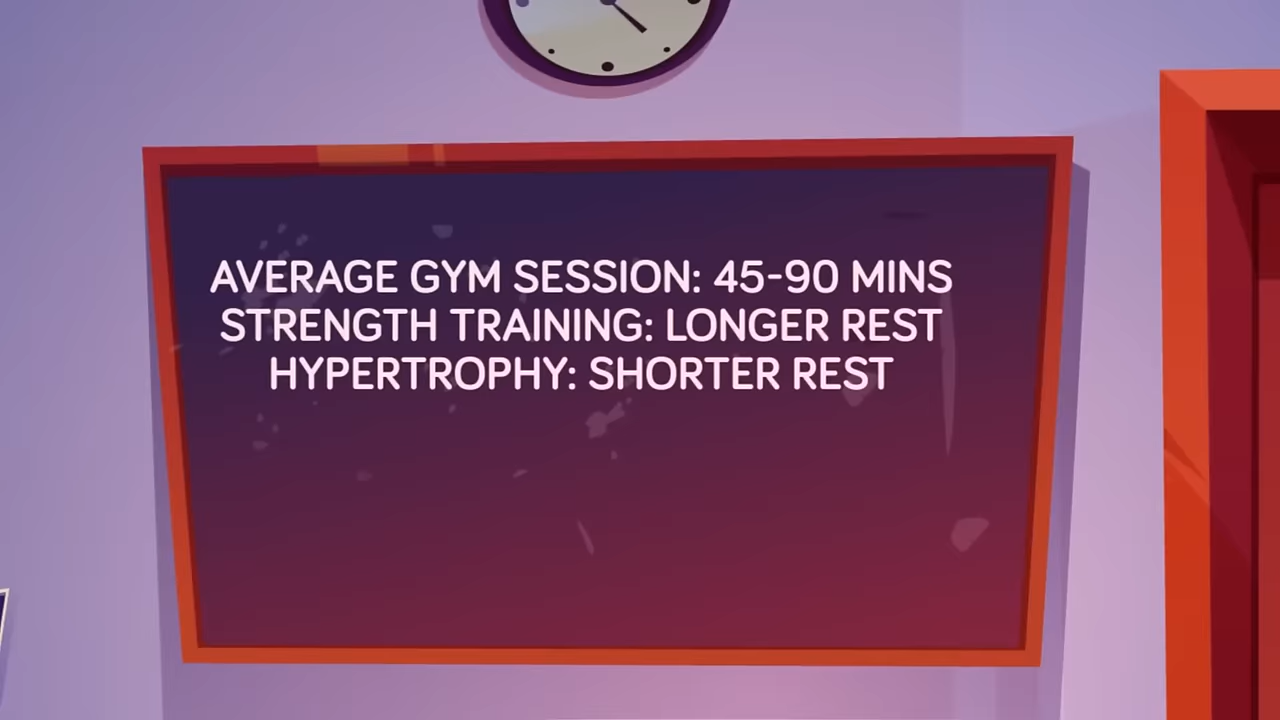 AVERAGE GYM SESSION: 45-90 MINS
STRENGTH TRAINING: LONGER REST
HYPERTROPHY: SHORTER REST